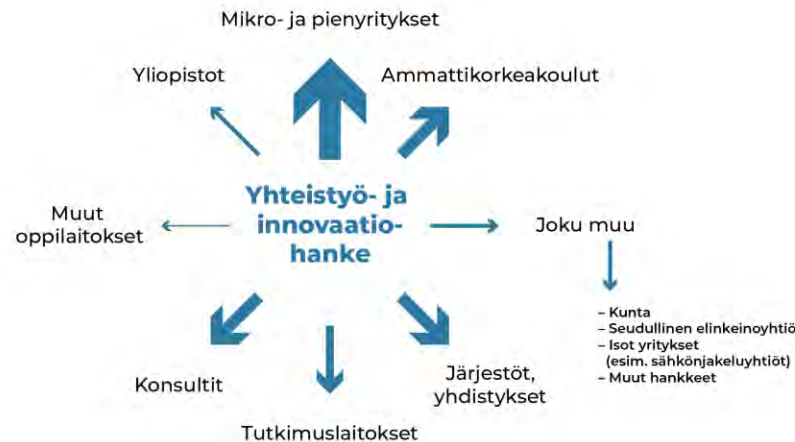 Mikro- ja pienyritykset
Yliopistot
Ammattikorkeakoulut
Yhteistyö- ja
innovaatio-
hanke
Muut
oppilaitokset
Joku muu
– Kunta
– Seudullinen elinkeinoyhtiö
– Isot yritykset
(esim. sähkönjakeluyhtiöt)
– Muut hankkeet
Konsultit
Järjestöt,
yhdistykset
Tutkimuslaitokset